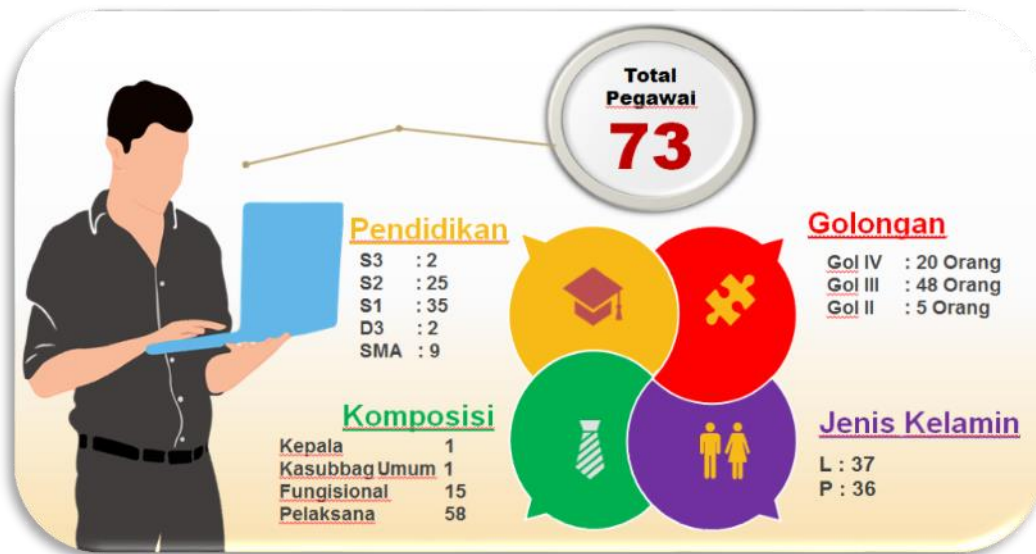 Total
Pegawai
73
Pendidikan
S3 : 2
S2 : 25
S1 : 35
D3 : 2
SMA : 9
Golongan
Gol IV : 20 Orang
Gol III : 48 Orang
Gol II : 5 Orang
Komposisi
Kepala 1
Kasubbag Umum 1
Fungisional 15
Pelaksana 58
Jenis Kelamin
L : 37
P : 36